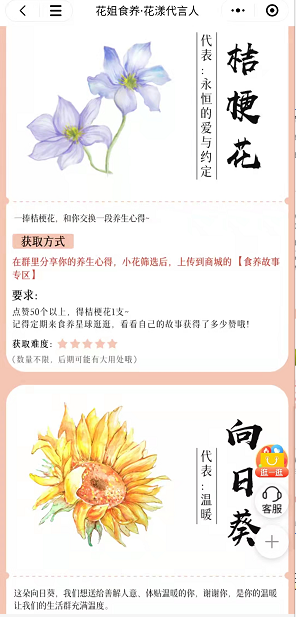 花姐食养·花漾代言人
桔梗花
代表：永恒的爱与约定
一捧桔梗花，和你交换一段养生心得~
获取方式
在群里分享你的养生心得，小花筛选后，上传到商城的【食养故事
专区】
要求：
点赞50个以上，得桔梗花1支~
记得定期来食养星球逛逛，看看自己的故事获得了多少赞哦！
获取难度：
（数量不限，后期可能有大用处哦）
向日葵
代表：温暖
逛一逛
客服
这朵向日葵，我们想送给善解人意、体贴温暖的你，谢谢你，是你的温暖
让我们的生活群充满温度。